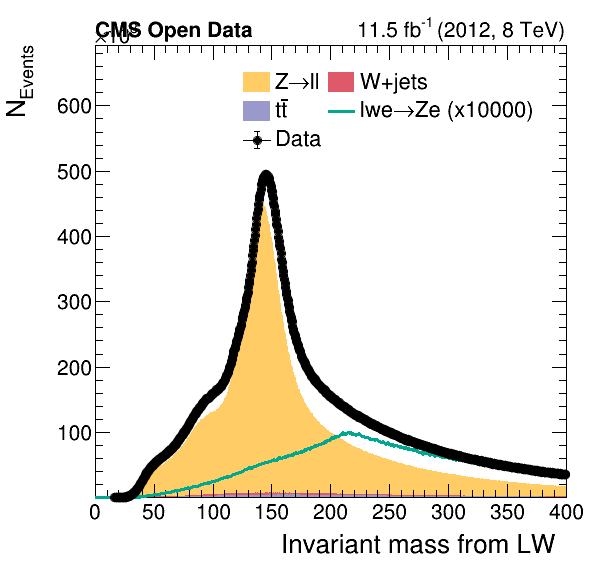 CMS Open Data 11.5 fb⁻¹ (2012, 8 TeV)
N_Events
Z→ll W+jets
tt̄ lwe→Ze (x10000)
Data
600
500
400
300
200
100
0 50 100 150 200 250 300 350 400
Invariant mass from LW